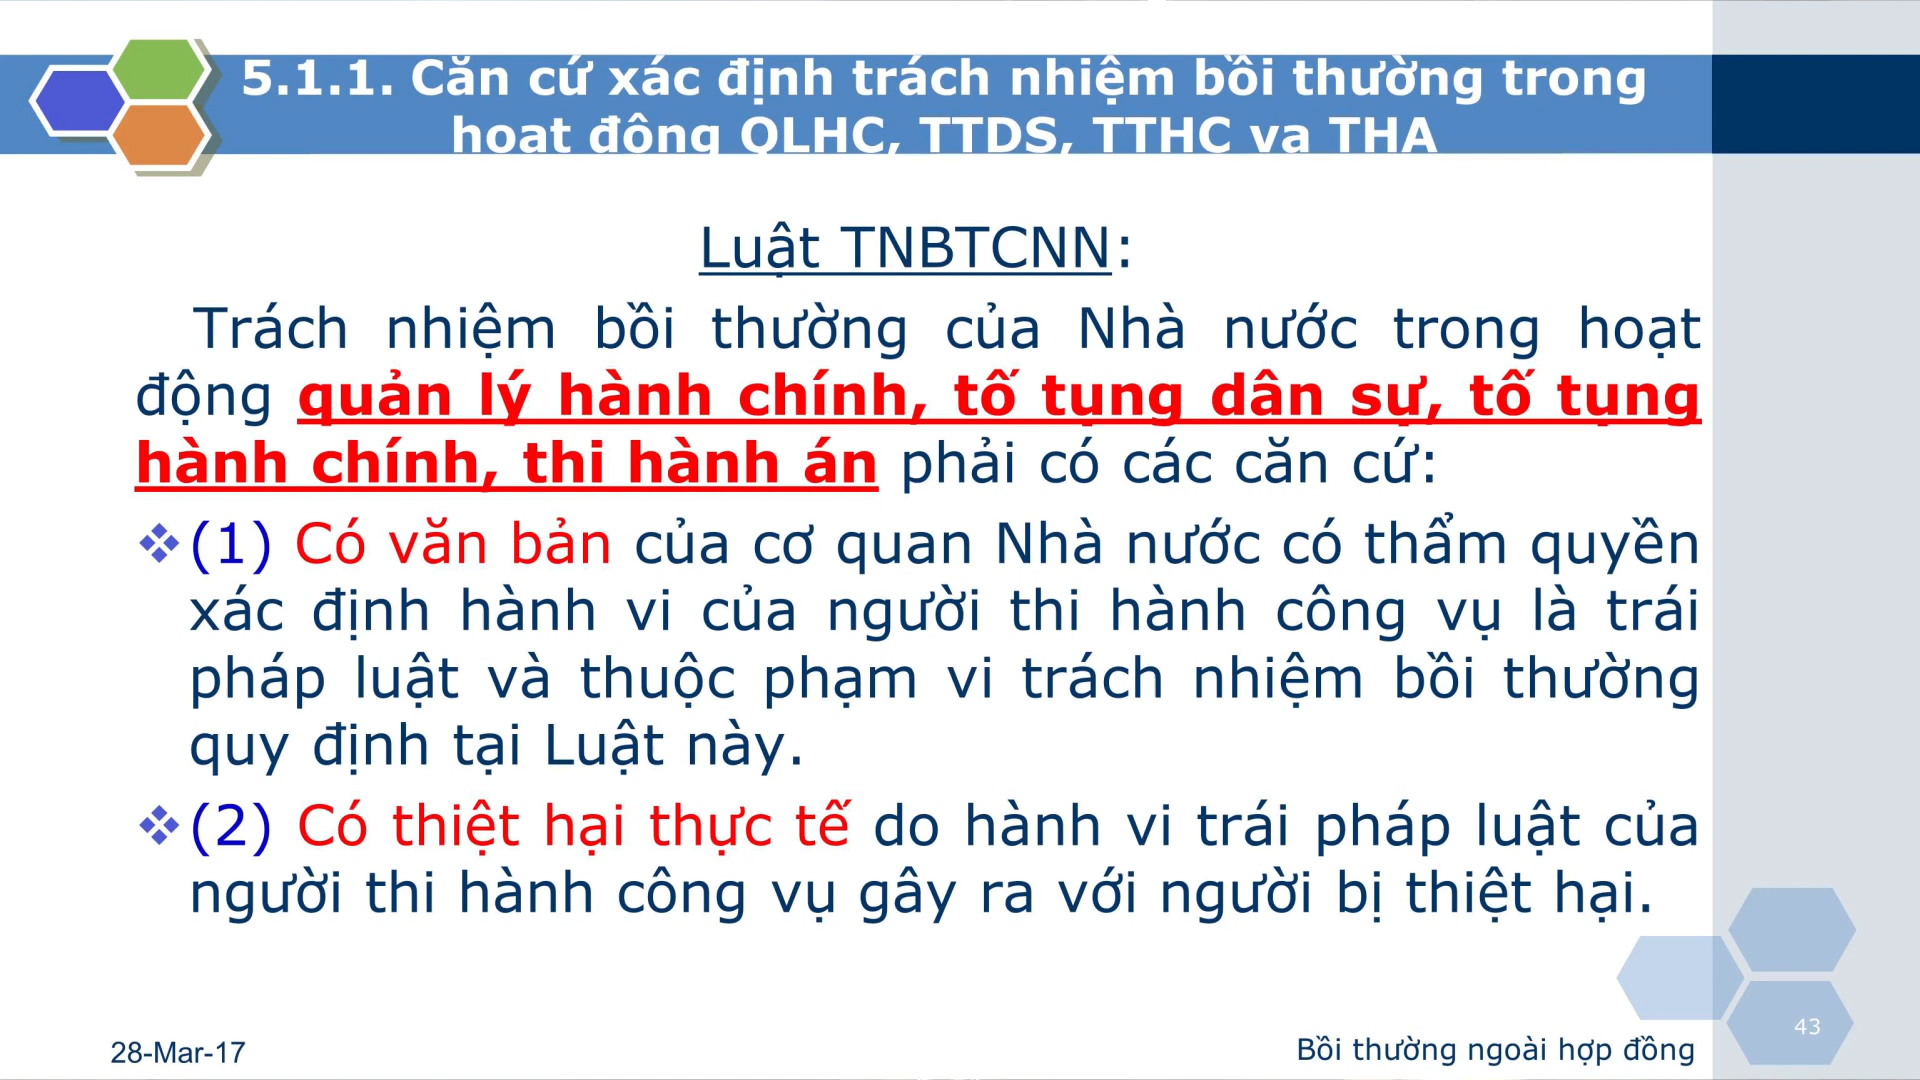 5.1.1. Căn cứ xác định trách nhiệm bồi thường trong
hoạt động QLHC, TTDS, TTHC va THA
Luật TNBTCNN:
Trách nhiệm bồi thường của Nhà nước trong hoạt
động quản lý hành chính, tố tụng dân sự, tố tụng
hành chính, thi hành án phải có các căn cứ:
(1) Có văn bản của cơ quan Nhà nước có thẩm quyền
xác định hành vi của người thi hành công vụ là trái
pháp luật và thuộc phạm vi trách nhiệm bồi thường
quy định tại Luật này.
(2) Có thiệt hại thực tế do hành vi trái pháp luật của
người thi hành công vụ gây ra với người bị thiệt hại.
28-Mar-17
Bồi thường ngoài hợp đồng
43